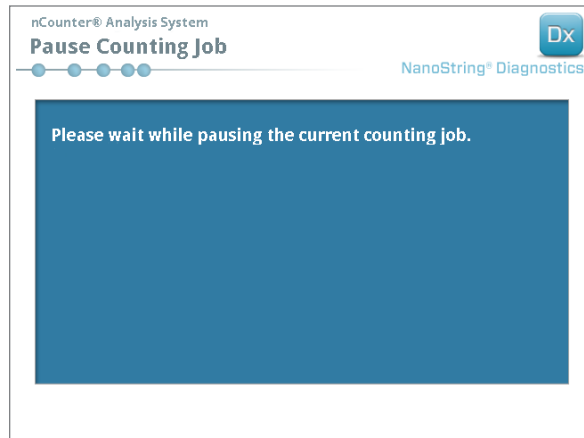 nCounter® Analysis System
Pause Counting Job
Dx
NanoString® Diagnostics
Please wait while pausing the current counting job.